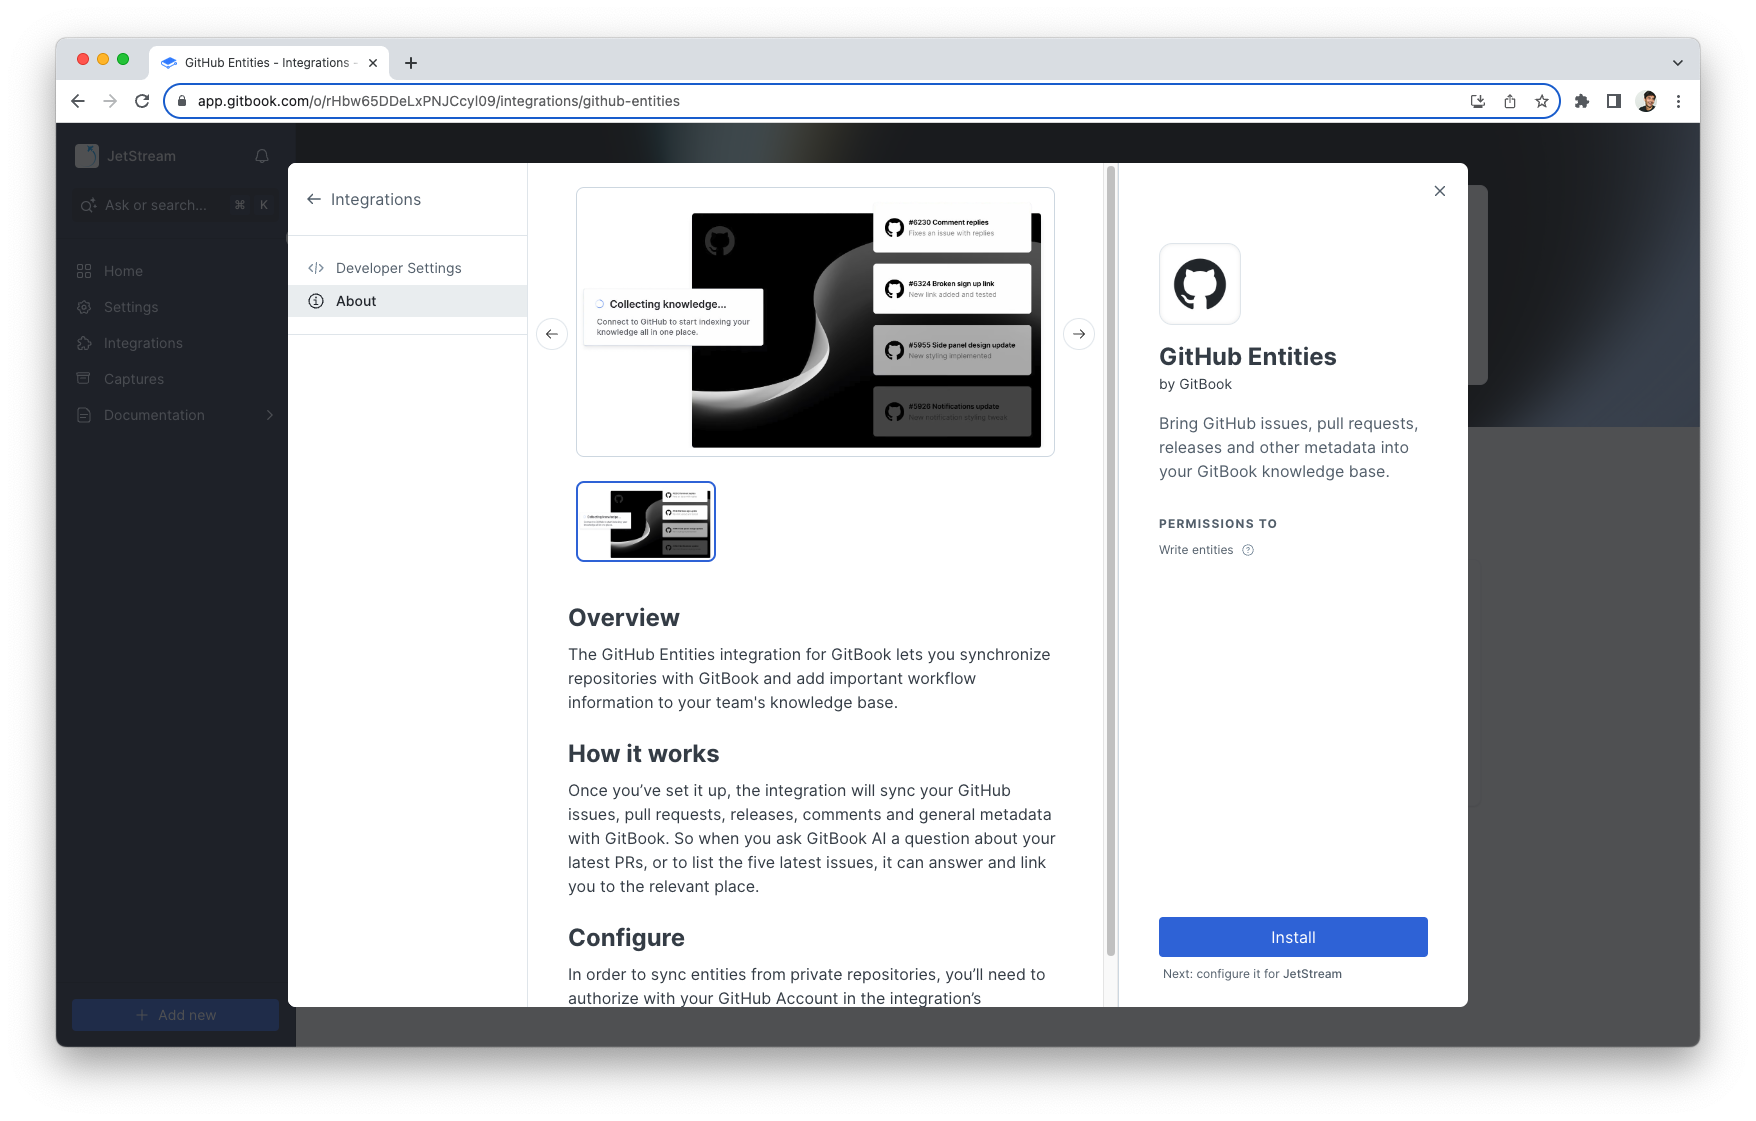 GitHub Entities - Integrations -
app.gitbook.com/o/rHbw65DDeLxPNJCcyl09/integrations/github-entities
JetStream
Ask or search... ⌘ K
Home
Settings
Integrations
Captures
Documentation
Add new
Integrations
Developer Settings
About
Collecting knowledge...
Connect to GitHub to start indexing your
knowledge all in one place.
#6230 Comment replies
Fixes an issue with replies
#6324 Broken sign up link
New link added and tested
#5955 Side panel design update
New styling implemented
#5926 Notifications update
New notification styling tweak
Overview
The GitHub Entities integration for GitBook lets you synchronize
repositories with GitBook and add important workflow
information to your team's knowledge base.
How it works
Once you’ve set it up, the integration will sync your GitHub
issues, pull requests, releases, comments and general metadata
with GitBook. So when you ask GitBook AI a question about your
latest PRs, or to list the five latest issues, it can answer and link
you to the relevant place.
Configure
In order to sync entities from private repositories, you’ll need to
authorize with your GitHub Account in the integration’s
GitHub Entities
by GitBook
Bring GitHub issues, pull requests,
releases and other metadata into
your GitBook knowledge base.
PERMISSIONS TO
Write entities
Install
Next: configure it for JetStream